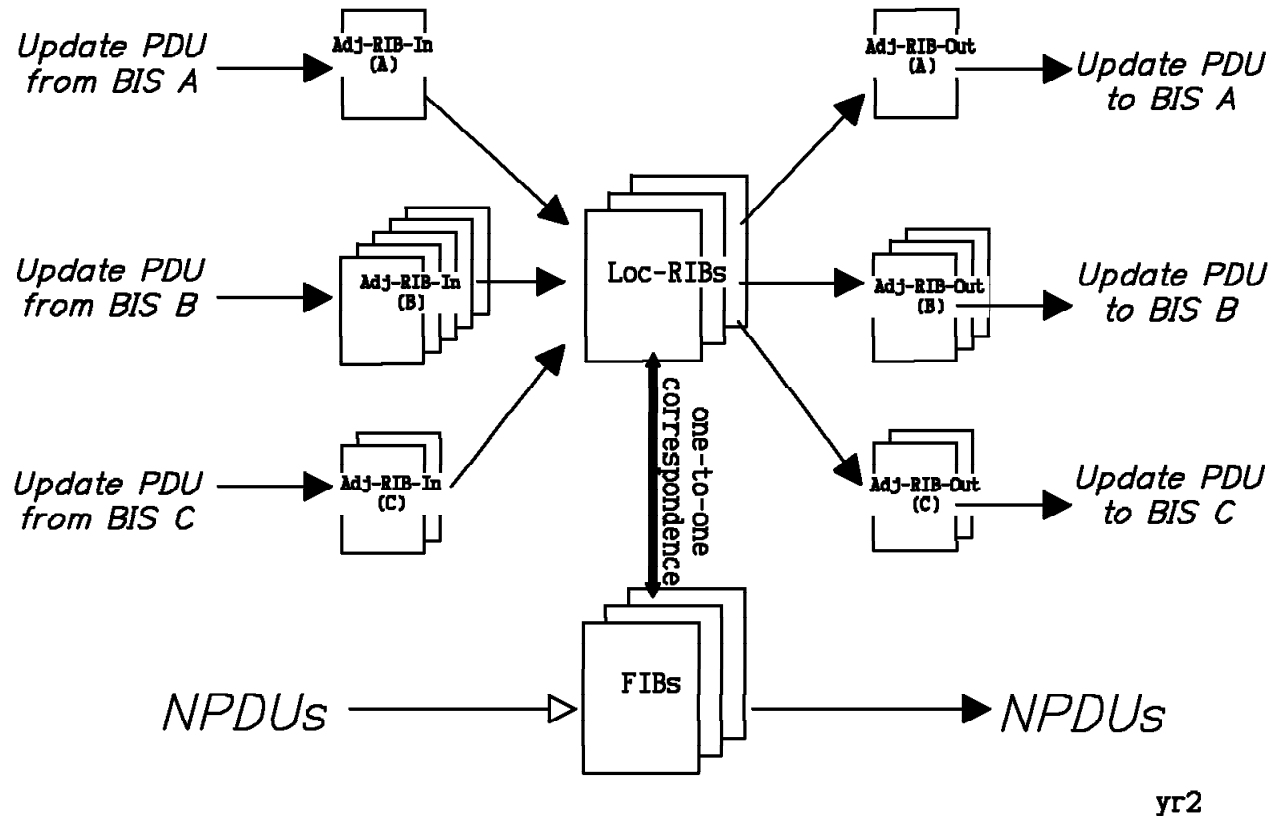 Update PDU
from BIS A
Adj-RIB-In
(A)
Adj-RIB-Out
(A)
Update PDU
to BIS A
Update PDU
from BIS B
Adj-RIB-In
(B)
Loc-RIBs
Adj-RIB-Out
(B)
Update PDU
to BIS B
Update PDU
from BIS C
Adj-RIB-In
(C)
one-to-one
correspondence
Adj-RIB-Out
(C)
Update PDU
to BIS C
NPDUs
FIBs
NPDUs
yr2